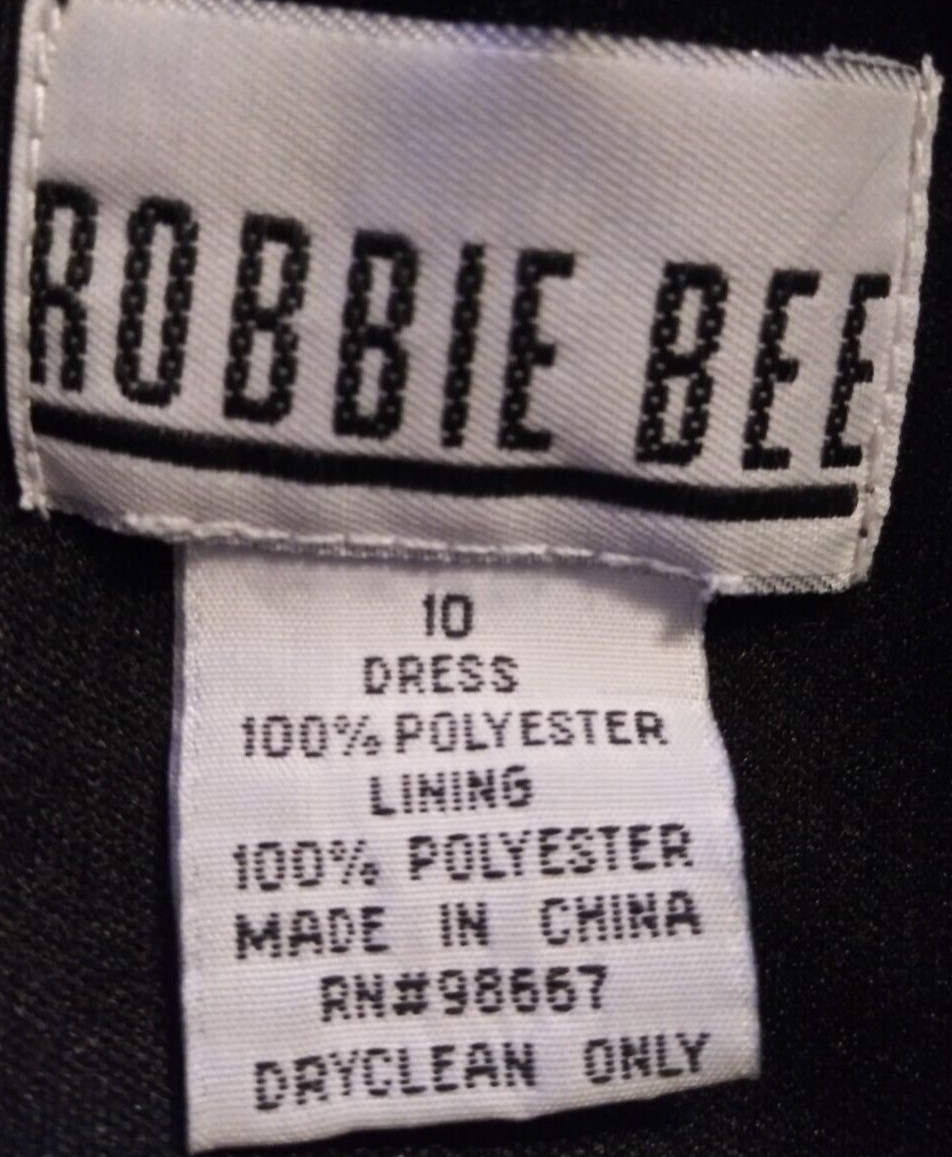 ROBBIE BEE
10
DRESS
100% POLYESTER
LINING
100% POLYESTER
MADE IN CHINA
RN#98667
DRYCLEAN ONLY